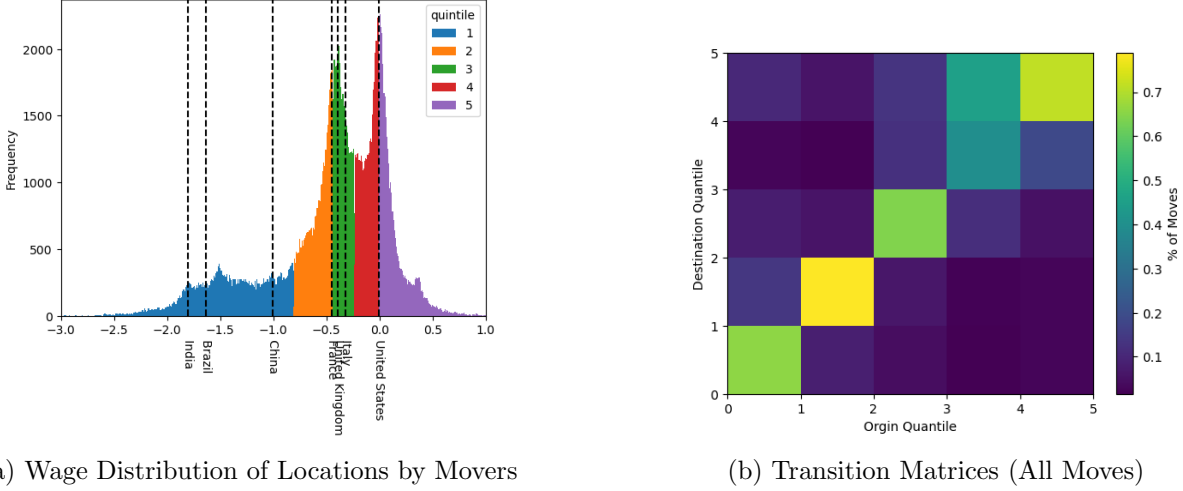 quintile
1
2
3
4
5
Frequency
2000
1500
1000
500
0
−3.0 −2.5 −2.0 −1.5 −1.0 −0.5 0.0 0.5 1.0
India
Brazil
China
France
United Kingdom
Italy
United States
a) Wage Distribution of Locations by Movers
Destination Quantile
5
4
3
2
1
0
0 1 2 3 4 5
Orgin Quantile
0.7
0.6
0.5
0.4
0.3
0.2
0.1
% of Moves
(b) Transition Matrices (All Moves)